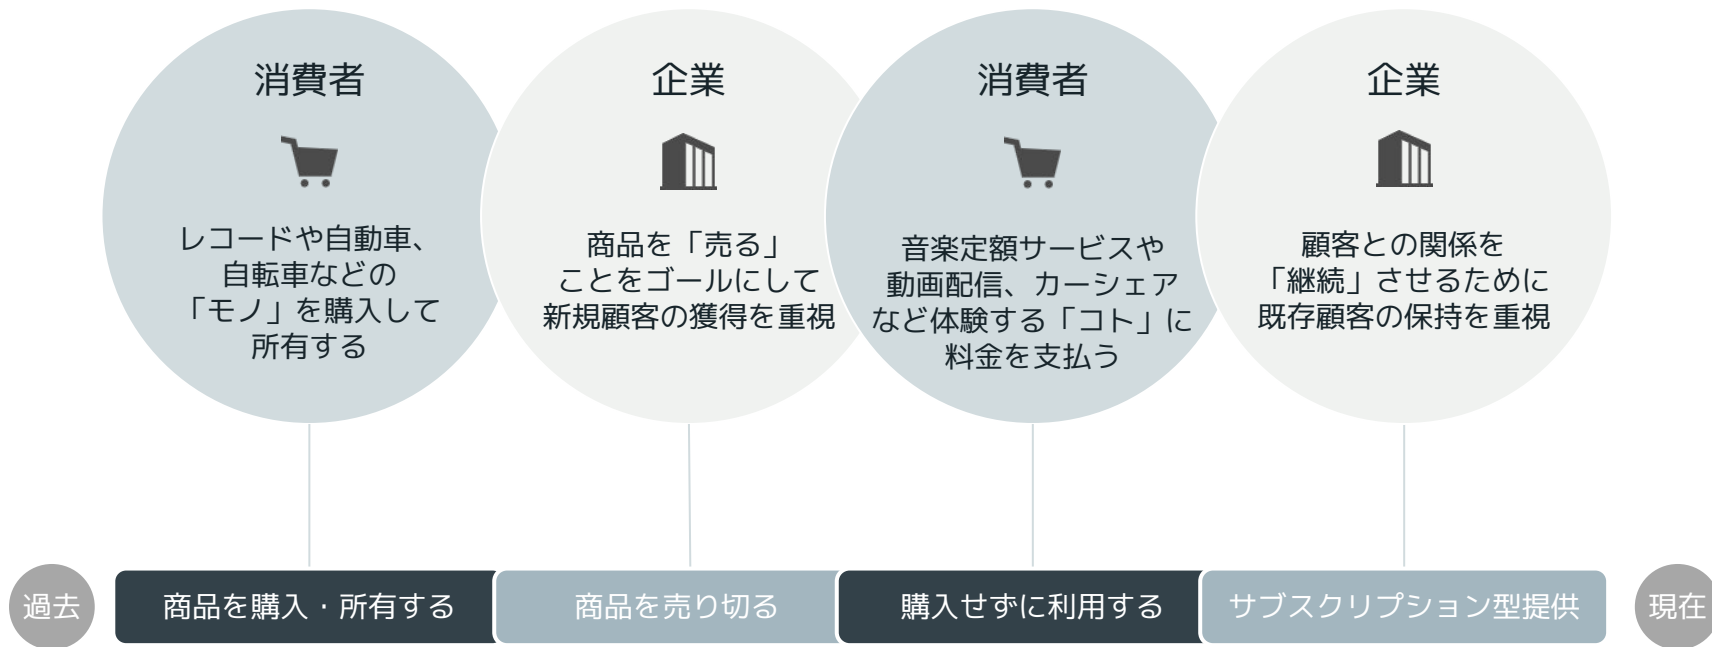 消費者
レコードや自動車、
自転車などの
「モノ」を購入して
所有する
企業
商品を「売る」
ことをゴールにして
新規顧客の獲得を重視
消費者
音楽定額サービスや
動画配信、カーシェア
など体験する「コト」に
料金を支払う
企業
顧客との関係を
「継続」させるために
既存顧客の保持を重視
過去
商品を購入・所有する
商品を売り切る
購入せずに利用する
サブスクリプション型提供
現在